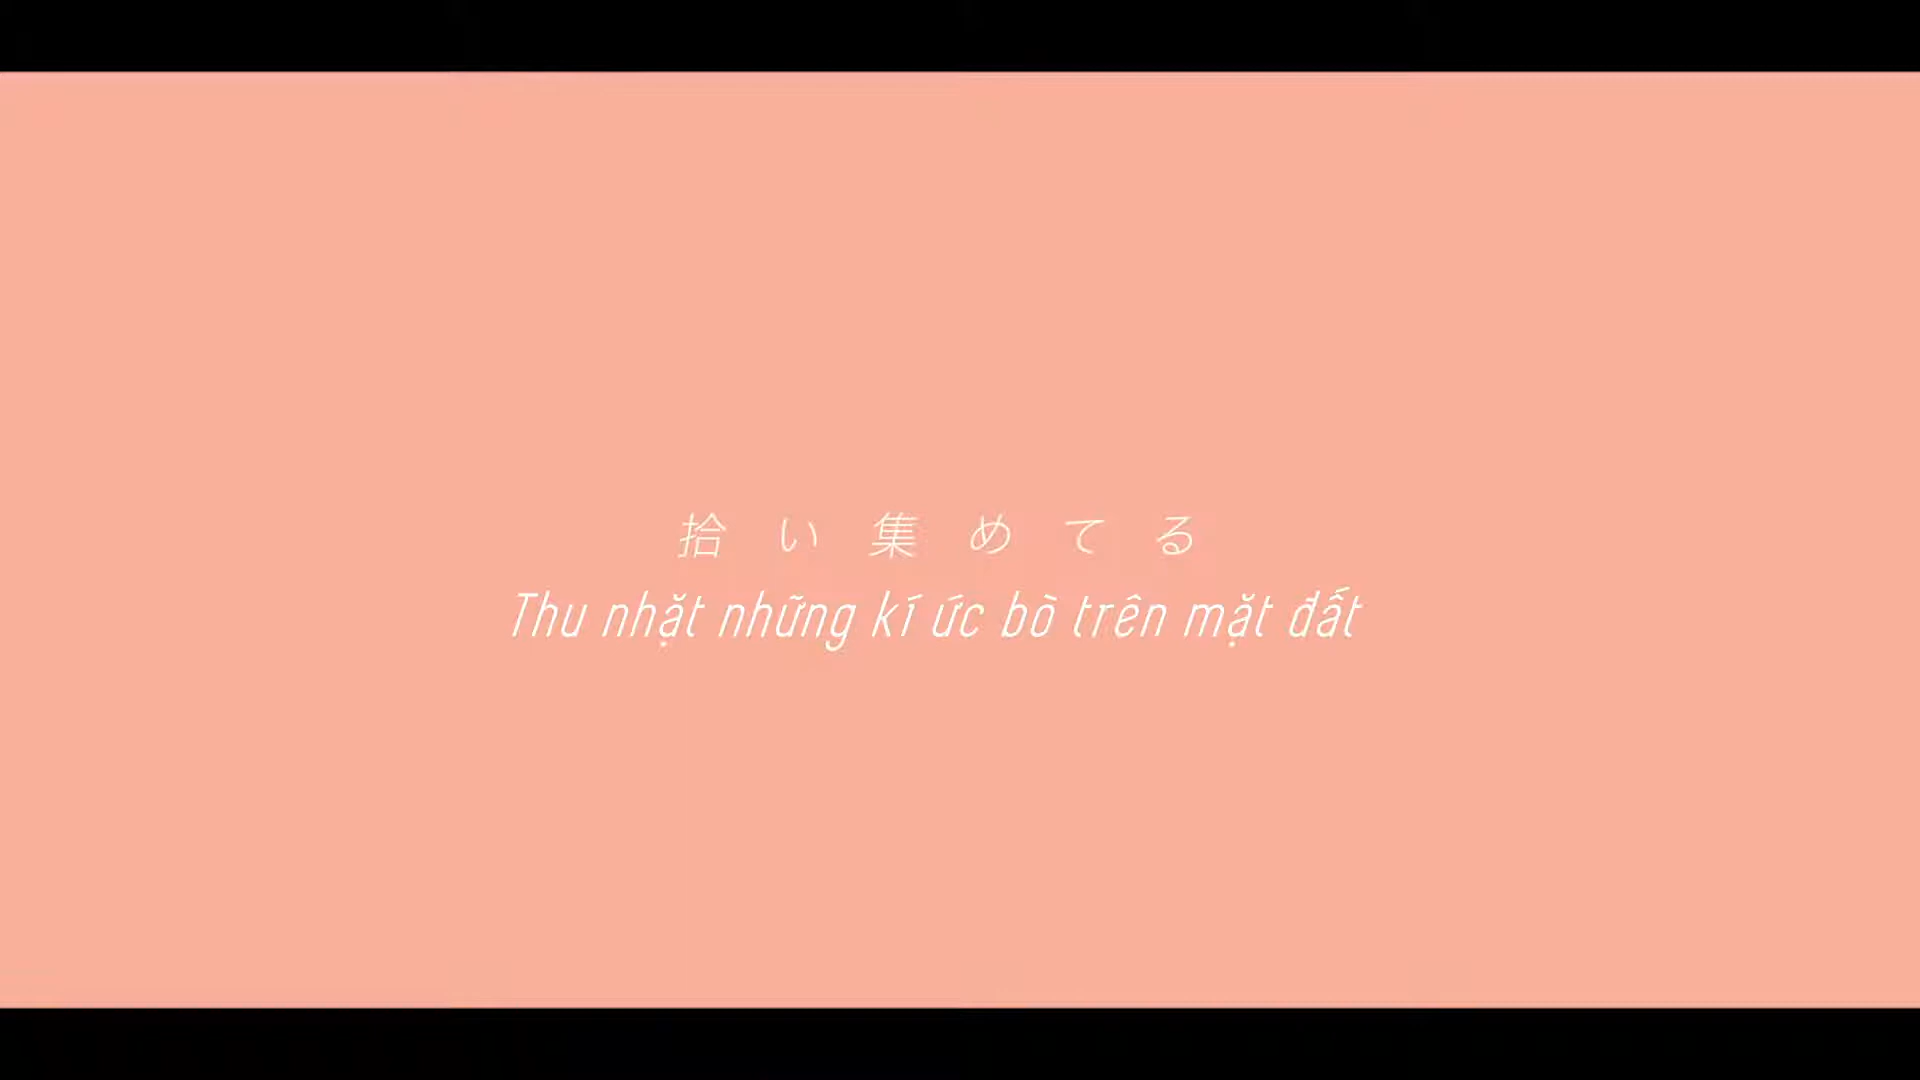 拾い集めてる
Thu nhặt những kí ức bò trên mặt đất